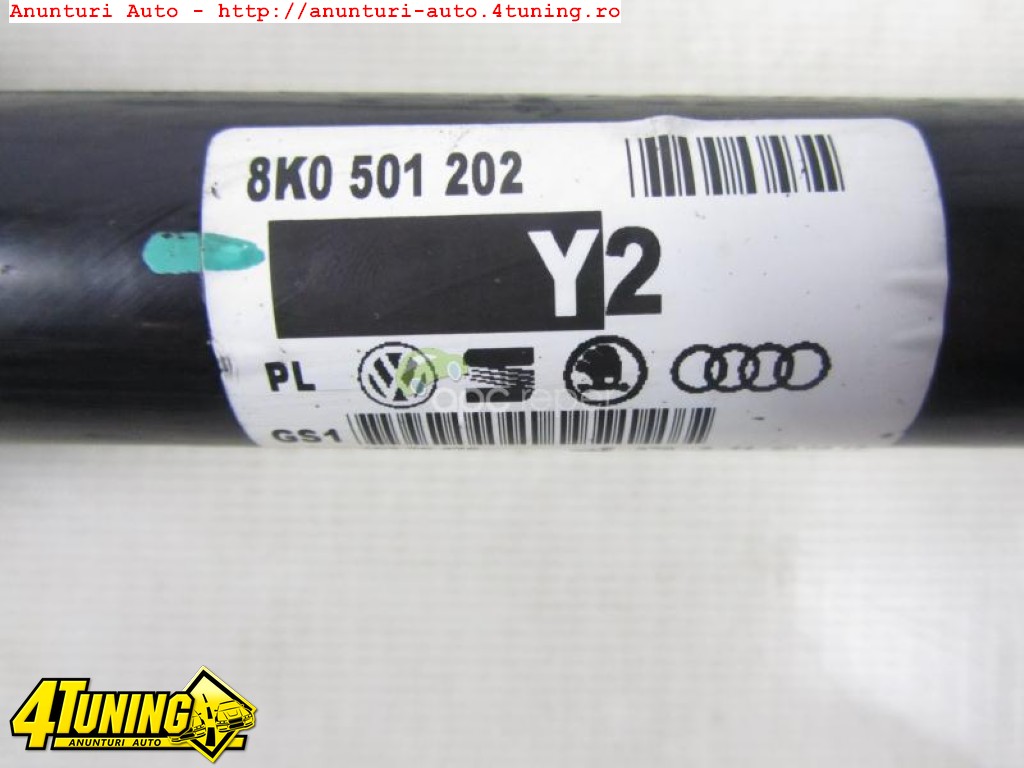 Anunturi Auto - http://anunturi-auto.4tuning.ro
8K0 501 202
Y2
PL
GS1
4TUNING
ANUNTURI AUTO